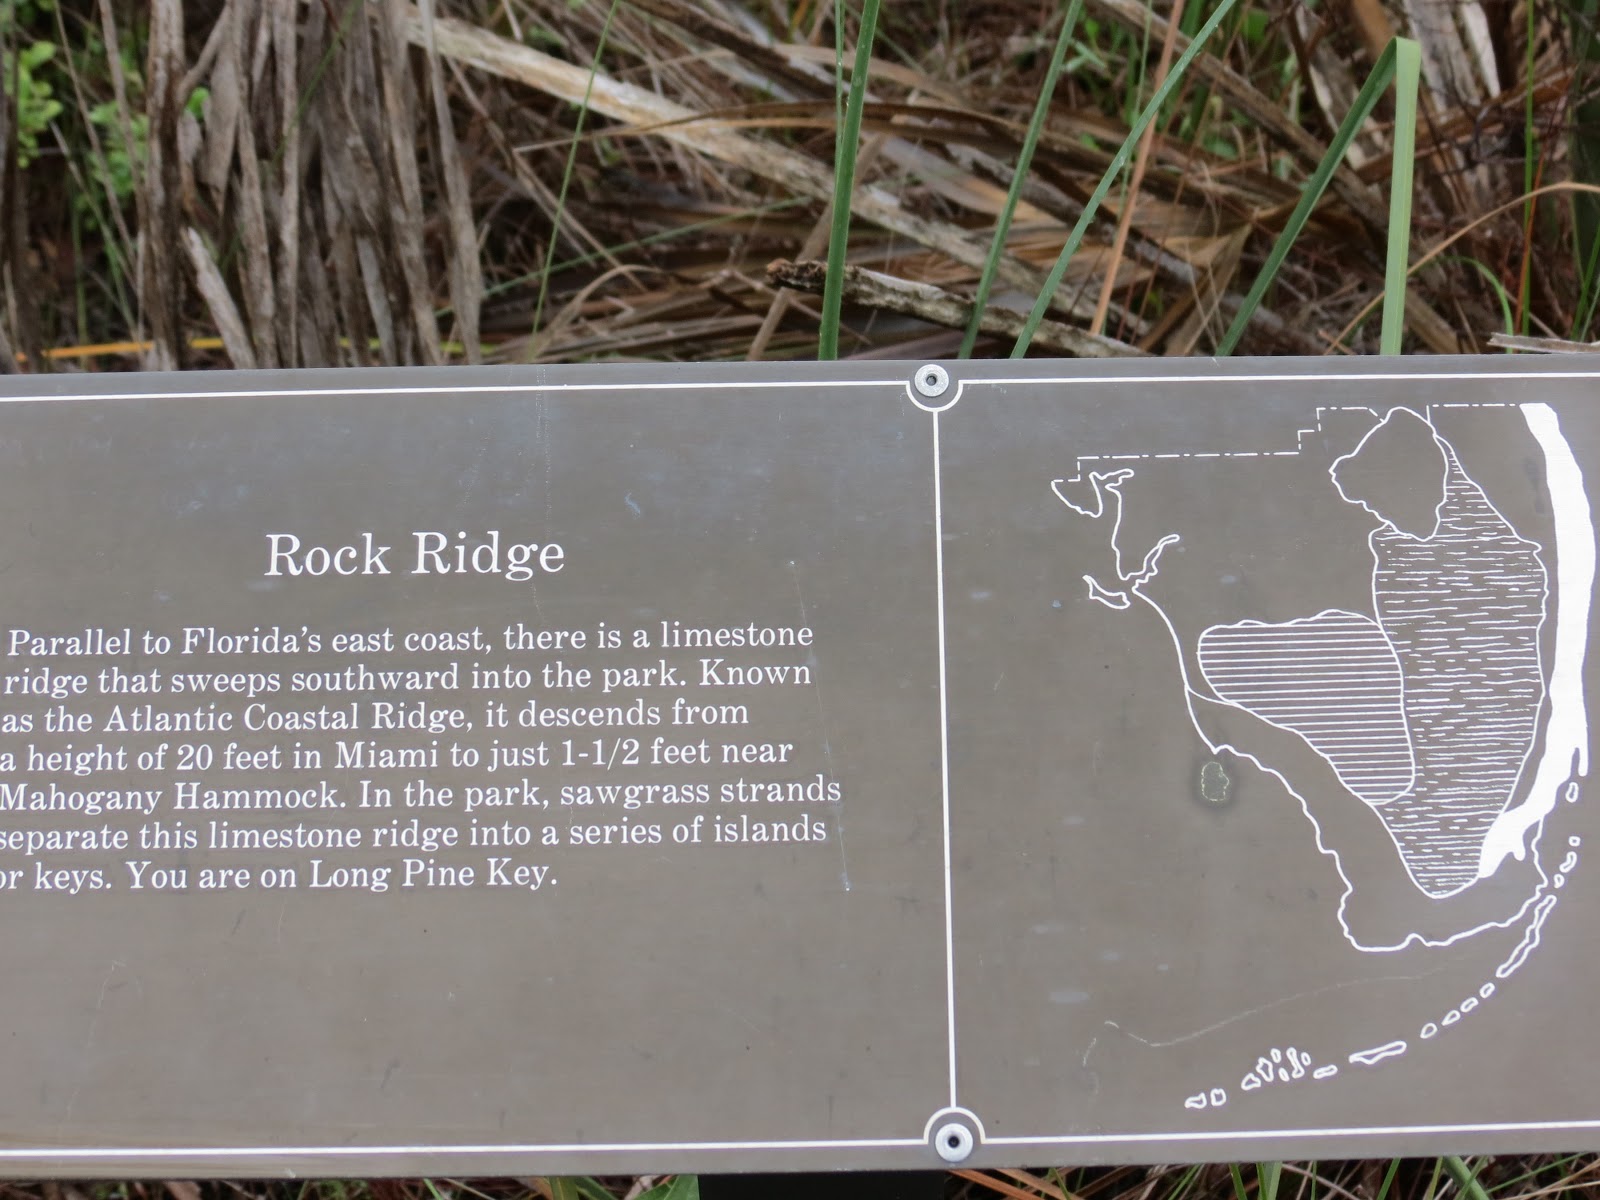 Rock Ridge
Parallel to Florida's east coast, there is a limestone
ridge that sweeps southward into the park. Known
as the Atlantic Coastal Ridge, it descends from
a height of 20 feet in Miami to just 1-1/2 feet near
Mahogany Hammock. In the park, sawgrass strands
separate this limestone ridge into a series of islands
or keys. You are on Long Pine Key.